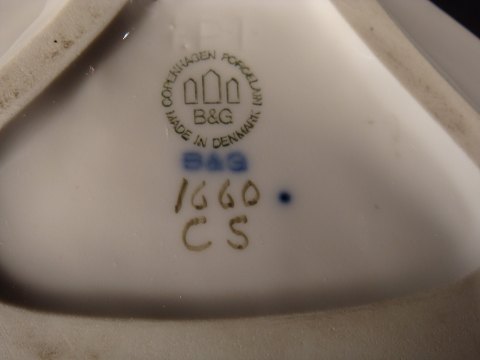 COPENHAGEN PORCELAIN
B&G
MADE IN DENMARK
B&G
1660
CS